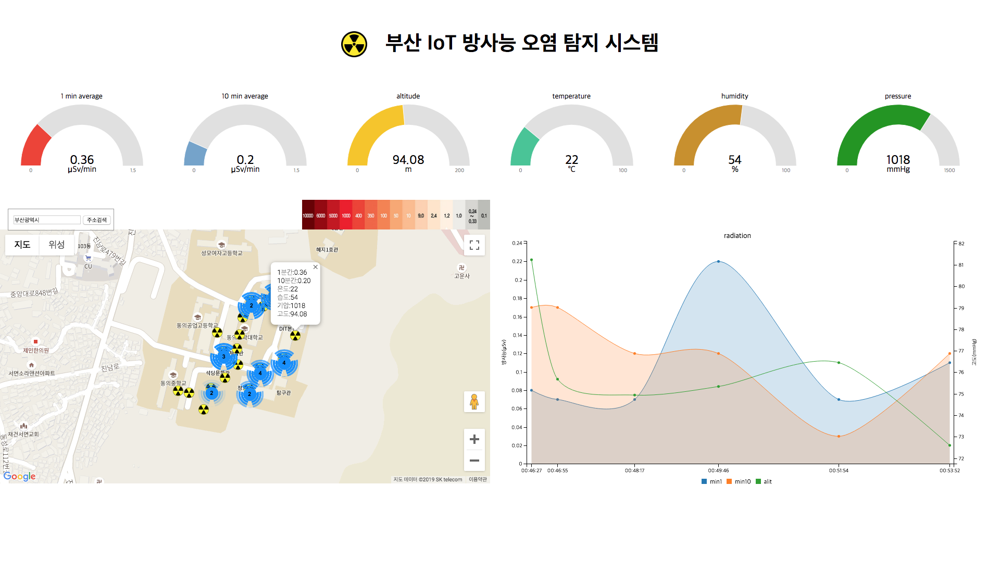 부산 IoT 방사능 오염 탐지 시스템
1 min average
0.36
μSv/min
0
1.5
10 min average
0.2
μSv/min
0
1.5
altitude
94.08
m
0
200
temperature
22
°C
0
100
humidity
54
%
0
100
pressure
1018
mmHg
0
1500
부산광역시
주소검색
10000 6000 5000 1000 400 350 100 50 10 9.0 2.4 1.2 1.0 0.24 ~ 0.33 0.1
지도
위성
103동
CU
진남로479번길
중앙대로848번길
성모여자고등학교
혜지1호관
고운사
1분간:0.36
10분간:0.20
온도:22
습도:54
기압:1018
고도:94.08
DIT본
동의공업고등학교
동의
학대학교
제민한의원
서면소라맨션아파트
진남로
석당문화관
동의중학교
탐구관
재건서면교회
동성로112번
2
2
3
4
4
2
Google
지도 데이터 ©2019 SK telecom
이용약관
radiation
방사능(μSv)
0.24
0.22
0.2
0.18
0.16
0.14
0.12
0.1
0.08
0.06
0.04
0.02
0
82
81
80
79
78
77
76
75
74
73
72
고도(mmHg)
00:46:27 00:46:55 00:48:17 00:49:46 00:51:54 00:53:52
min1 min10 alit